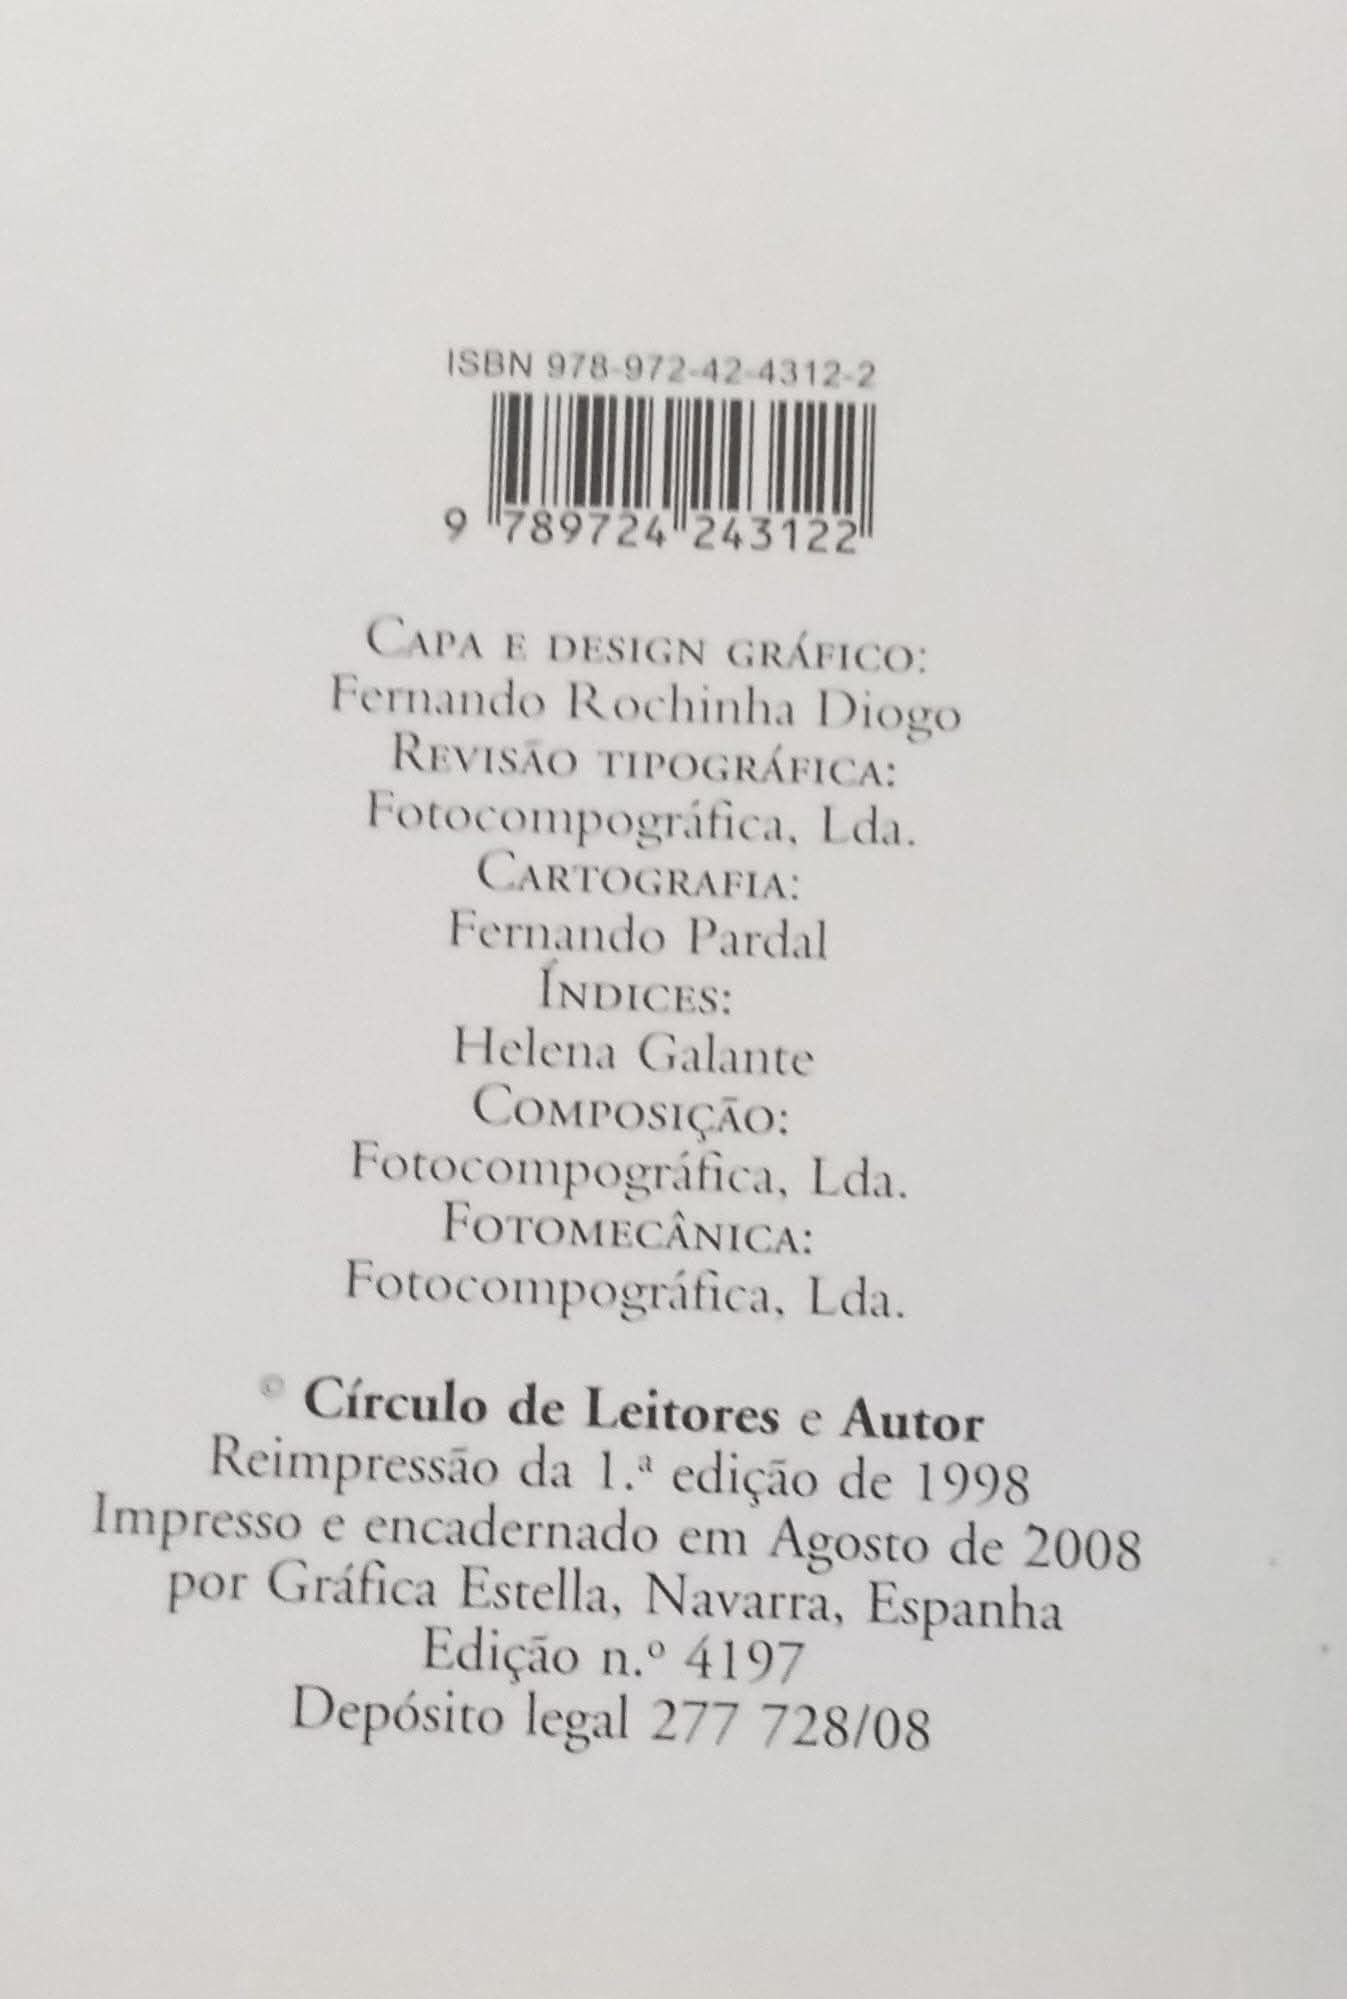 ISBN 978-972-42-4312-2
9 789724 243122
CAPA E DESIGN GRÁFICO:
Fernando Rochinha Diogo
REVISÃO TIPOGRÁFICA:
Fotocompográfica, Lda.
CARTOGRAFIA:
Fernando Pardal
ÍNDICES:
Helena Galante
COMPOSIÇÃO:
Fotocompográfica, Lda.
FOTOMECÂNICA:
Fotocompográfica, Lda.
© Círculo de Leitores e Autor
Reimpressão da 1.ª edição de 1998
Impresso e encadernado em Agosto de 2008
por Gráfica Estella, Navarra, Espanha
Edição n.º 4197
Depósito legal 277 728/08